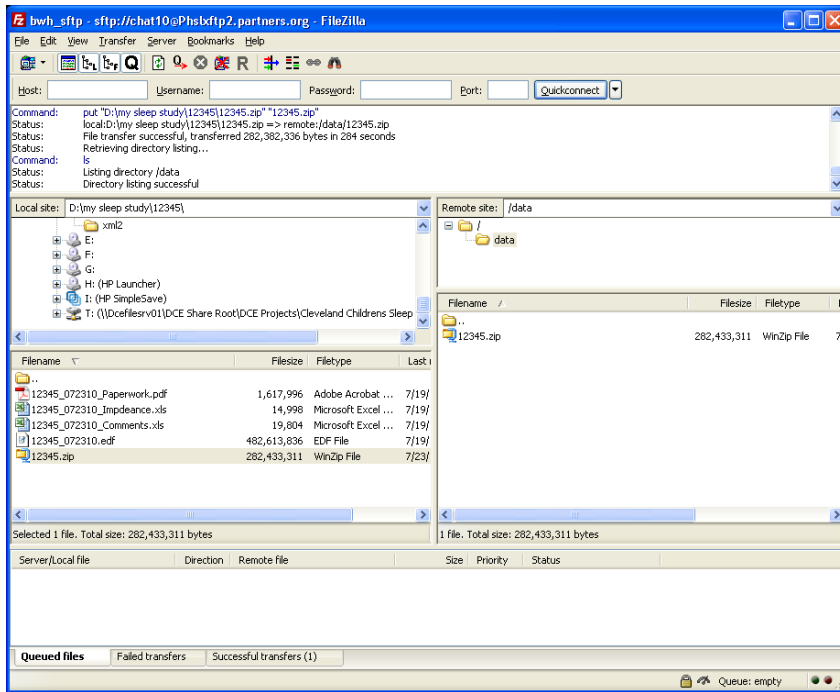 bwh_sftp - sftp://chat10@Phslxftp2.partners.org - FileZilla
File Edit View Transfer Server Bookmarks Help
Host: Username: Password: Port: Quickconnect
Command: put "D:\my sleep study\12345\12345.zip" "12345.zip"
Status: local:D:\my sleep study\12345\12345.zip => remote:/data/12345.zip
Status: File transfer successful, transferred 282,382,336 bytes in 284 seconds
Status: Retrieving directory listing...
Command: ls
Status: Listing directory /data
Status: Directory listing successful
Local site: D:\my sleep study\12345\
xml2
E:
F:
G:
H: (HP Launcher)
I: (HP SimpleSave)
T: (\\Dcefilesrv01\DCE Share Root\DCE Projects\Cleveland Childrens Sleep
Filename Filesize Filetype Last
..
12345_072310_Paperwork.pdf 1,617,996 Adobe Acrobat ... 7/19/
12345_072310_Impdeance.xls 14,998 Microsoft Excel ... 7/19/
12345_072310_Comments.xls 19,804 Microsoft Excel ... 7/19/
12345_072310.edf 482,613,836 EDF File 7/19/
12345.zip 282,433,311 WinZip File 7/23/
Selected 1 file. Total size: 282,433,311 bytes
Remote site: /data
/
data
Filename Filesize Filetype
..
12345.zip 282,433,311 WinZip File 7
1 file. Total size: 282,433,311 bytes
Server/Local file Direction Remote file Size Priority Status
Queued files Failed transfers Successful transfers (1)
Queue: empty